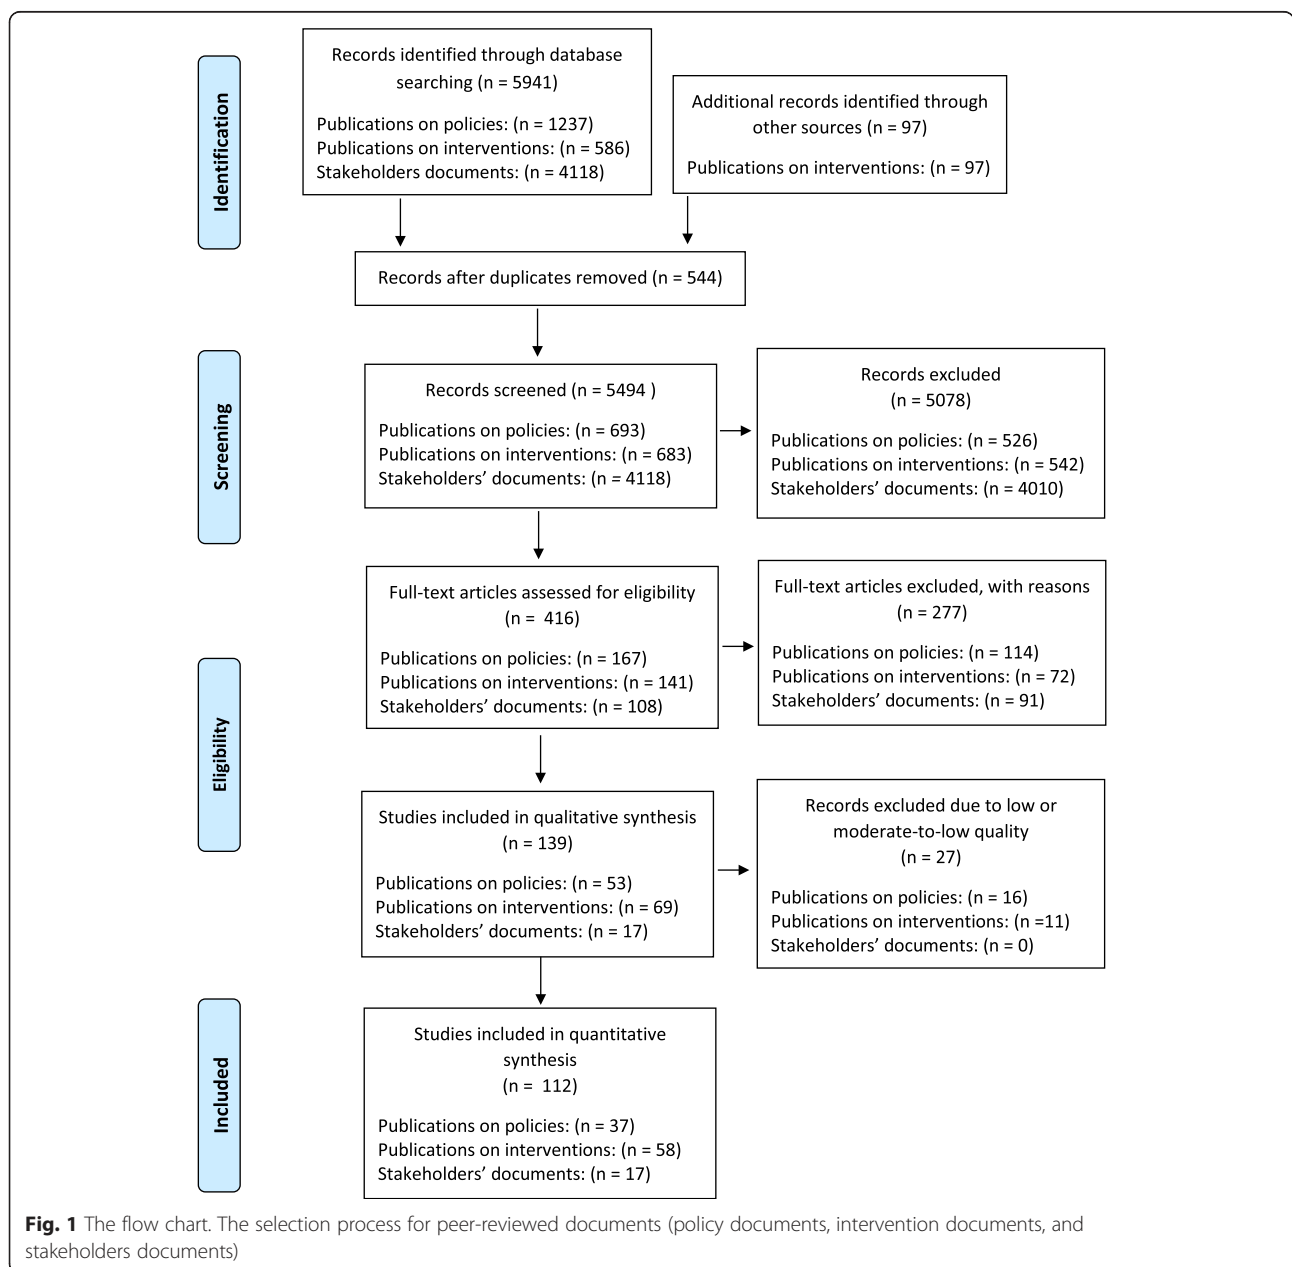 Identification
Records identified through database
searching (n = 5941)
Publications on policies: (n = 1237)
Publications on interventions: (n = 586)
Stakeholders documents: (n = 4118)
Additional records identified through
other sources (n = 97)
Publications on interventions: (n = 97)
Records after duplicates removed (n = 544)
Screening
Records screened (n = 5494 )
Publications on policies: (n = 693)
Publications on interventions: (n = 683)
Stakeholders’ documents: (n = 4118)
Records excluded
(n = 5078)
Publications on policies: (n = 526)
Publications on interventions: (n = 542)
Stakeholders’ documents: (n = 4010)
Eligibility
Full-text articles assessed for eligibility
(n = 416)
Publications on policies: (n = 167)
Publications on interventions: (n = 141)
Stakeholders’ documents: (n = 108)
Full-text articles excluded, with reasons
(n = 277)
Publications on policies: (n = 114)
Publications on interventions: (n = 72)
Stakeholders’ documents: (n = 91)
Studies included in qualitative synthesis
(n = 139)
Publications on policies: (n = 53)
Publications on interventions: (n = 69)
Stakeholders’ documents: (n = 17)
Records excluded due to low or
moderate-to-low quality
(n = 27)
Publications on policies: (n = 16)
Publications on interventions: (n =11)
Stakeholders’ documents: (n = 0)
Included
Studies included in quantitative
synthesis
(n = 112)
Publications on policies: (n = 37)
Publications on interventions: (n = 58)
Stakeholders’ documents: (n = 17)
Fig. 1 The flow chart. The selection process for peer-reviewed documents (policy documents, intervention documents, and
stakeholders documents)